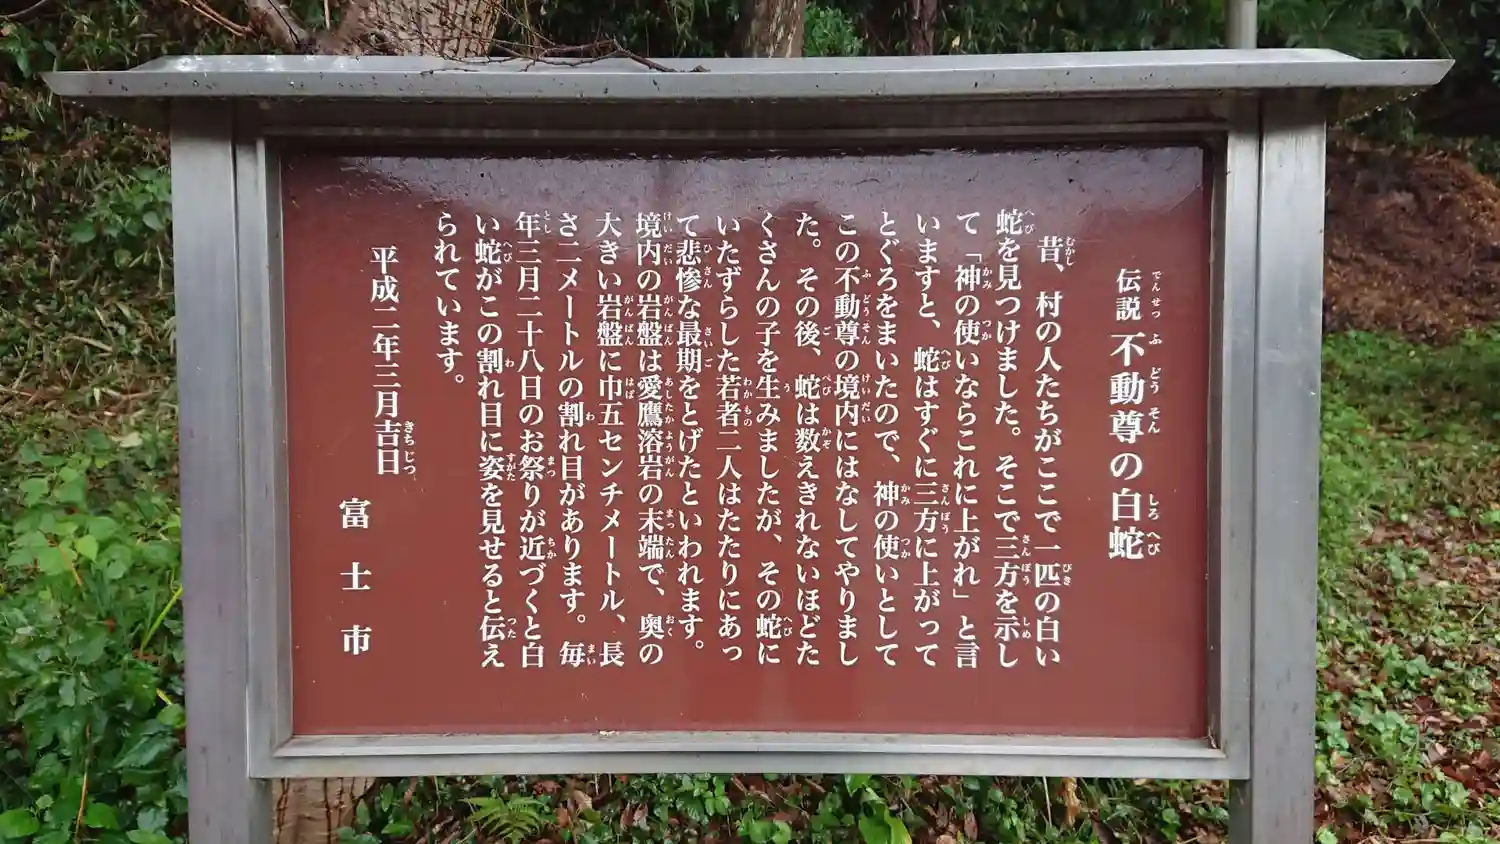 伝説 不動尊の白蛇
昔、村の人たちがここで一匹の白い
蛇を見つけました。そこで三方を示し
て「神の使いならこれに上がれ」と言
いますと、蛇はすぐに三方に上がって
とぐろをまいたので、神の使いとして
この不動尊の境内にはなしてやりまし
た。その後、蛇は数えきれないほどた
くさんの子を生みましたが、その蛇に
いたずらした若者二人はたたりにあっ
て悲惨な最期をとげたといわれます。
境内の岩盤は愛鷹溶岩の末端で、奥の
大きい岩盤に巾五センチメートル、長
さ二メートルの割れ目があります。毎
年三月二十八日のお祭りが近づくと白
い蛇がこの割れ目に姿を見せると伝え
られています。
平成二年三月吉日
富士市